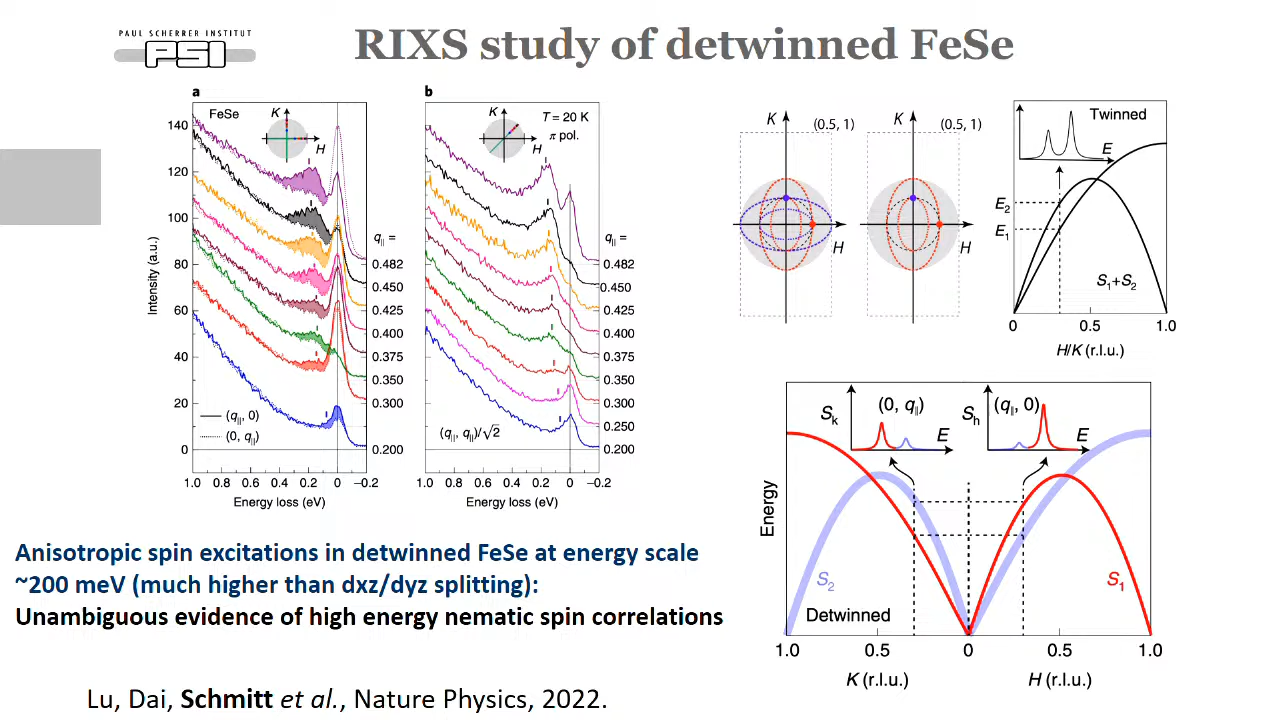 PAUL SCHERRER INSTITUT
PSI
RIXS study of detwinned FeSe
a
FeSe
K
H
140
120
100
80
60
40
20
0
Intensity (a.u.)
q|| =
0.482
0.450
0.425
0.400
0.375
0.350
0.300
0.200
(q||, 0)
(0, q||)
1.0 0.8 0.6 0.4 0.2 0 −0.2
Energy loss (eV)
b
K
H
T = 20 K
π pol.
q|| =
0.482
0.450
0.425
0.400
0.375
0.350
0.300
0.250
0.200
(q||, q||)/√2
1.0 0.8 0.6 0.4 0.2 0 −0.2
Energy loss (eV)
K
(0.5, 1)
H
K
(0.5, 1)
H
Twinned
E
E2
E1
S1+S2
0 0.5 1.0
H/K (r.l.u.)
Sk
(0, q||)
E
Sh
(q||, 0)
E
Energy
S2
S1
Detwinned
1.0 0.5 0 0.5 1.0
K (r.l.u.)
H (r.l.u.)
Anisotropic spin excitations in detwinned FeSe at energy scale
~200 meV (much higher than dxz/dyz splitting):
Unambiguous evidence of high energy nematic spin correlations
Lu, Dai, Schmitt et al., Nature Physics, 2022.